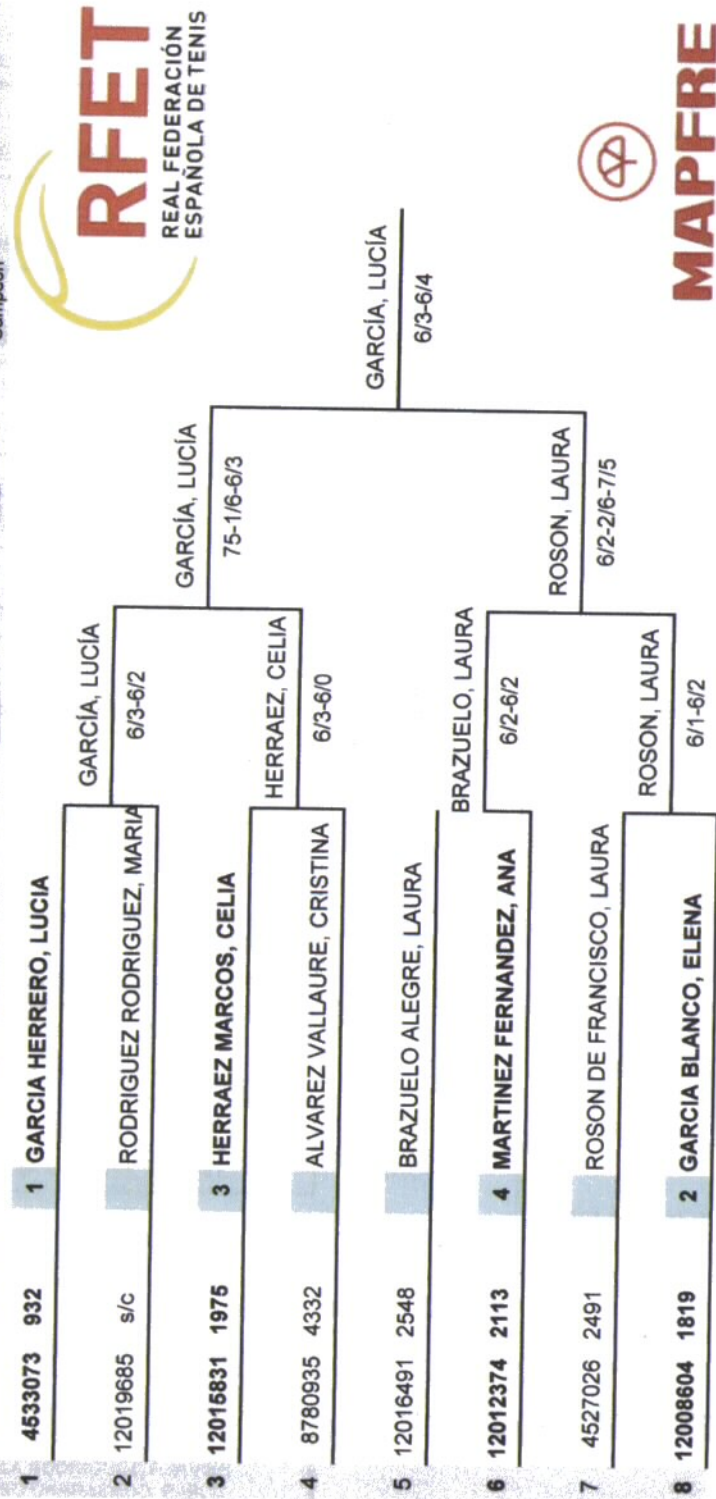 RFET
REAL FEDERACIÓN
ESPAÑOLA DE TENIS
MAPFRE
1 4533073 932 1 GARCIA HERRERO, LUCIA
2 12019685 s/c RODRIGUEZ RODRIGUEZ, MARIA
3 12015831 1975 3 HERRAEZ MARCOS, CELIA
4 8780935 4332 ALVAREZ VALLAURE, CRISTINA
5 12016491 2548 BRAZUELO ALEGRE, LAURA
6 12012374 2113 4 MARTINEZ FERNANDEZ, ANA
7 4527026 2491 ROSON DE FRANCISCO, LAURA
8 12008604 1819 2 GARCIA BLANCO, ELENA
GARCÍA, LUCÍA
6/3-6/2
HERRAEZ, CELIA
6/3-6/0
BRAZUELO, LAURA
6/2-6/2
ROSON, LAURA
6/1-6/2
GARCÍA, LUCÍA
75-1/6-6/3
ROSON, LAURA
6/2-2/6-7/5
GARCÍA, LUCÍA
6/3-6/4